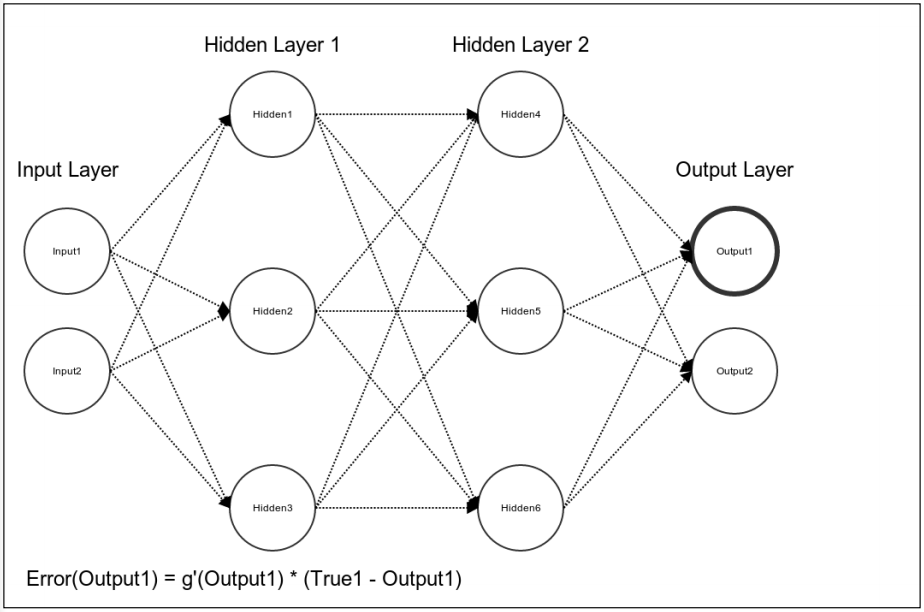 Hidden Layer 1
Hidden Layer 2
Input Layer
Output Layer
Hidden1
Hidden4
Input1
Output1
Hidden2
Hidden5
Input2
Output2
Hidden3
Hidden6
Error(Output1) = g'(Output1) * (True1 - Output1)